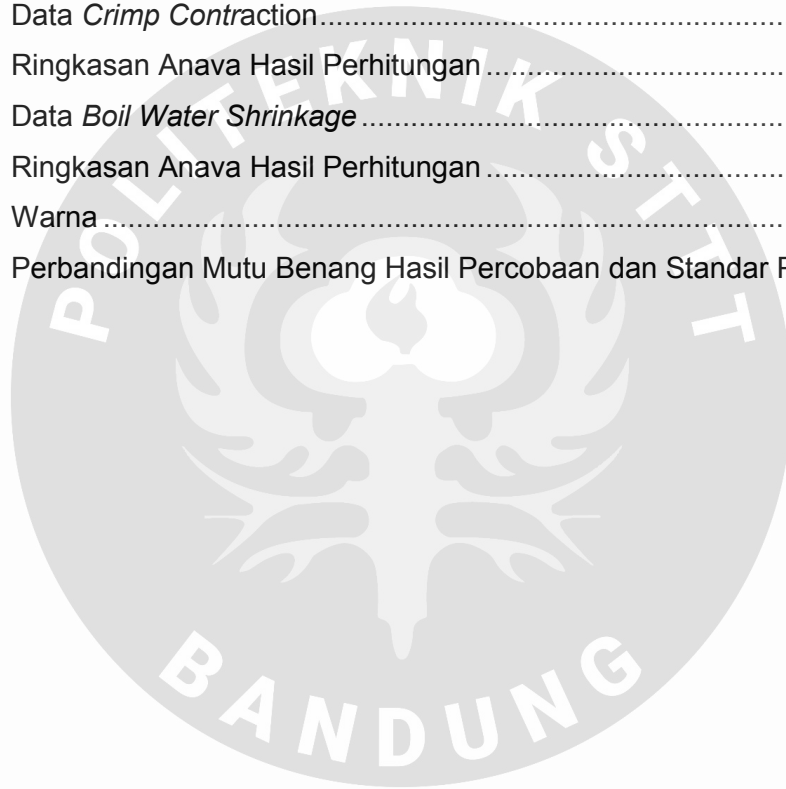 Data Crimp Contraction................................................................
Ringkasan Anava Hasil Perhitungan........................................
Data Boil Water Shrinkage..........................................................
Ringkasan Anava Hasil Perhitungan........................................
Warna...........................................................................................
Perbandingan Mutu Benang Hasil Percobaan dan Standar
POLITEKNIK STTT
BANDUNG